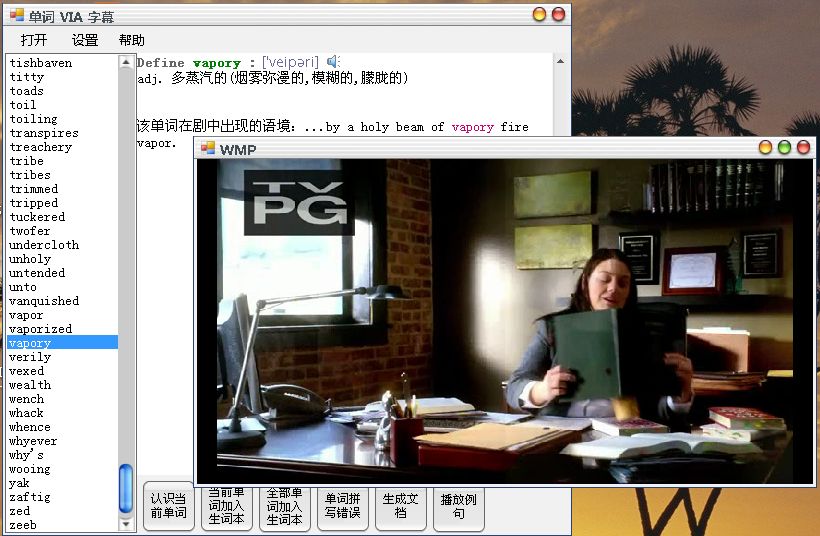 单词 VIA 字幕
打开 设置 帮助
tishbaven
titty
toads
toil
toiling
transpires
treachery
tribe
tribes
trimmed
tripped
tuckered
twofer
undercloth
unholy
untended
unto
vanquished
vapor
vaporized
vapory
verily
vexed
wealth
wench
whack
whence
whyever
why's
wooing
yak
zaftig
zed
zeeb
Define vapory : ['veipəri]
adj. 多蒸汽的(烟雾弥漫的,模糊的,朦胧的)
该单词在剧中出现的语境: ...by a holy beam of vapory fire
vapor.
WMP
TV
PG
认识当
前单词
当前单
词加入
生词本
全部单
词加入
生词本
单词拼
写错误
生成文
档
播放例
句